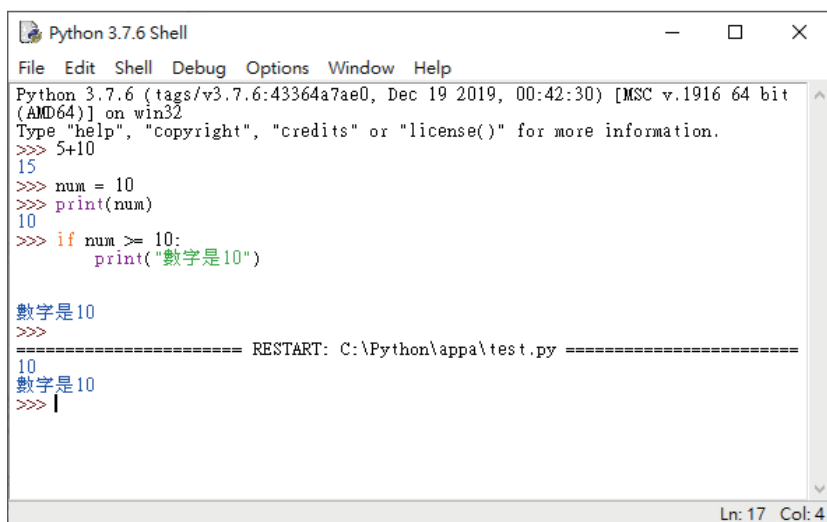 Python 3.7.6 Shell
File Edit Shell Debug Options Window Help
Python 3.7.6 (tags/v3.7.6:43364a7ae0, Dec 19 2019, 00:42:30) [MSC v.1916 64 bit
(AMD64)] on win32
Type "help", "copyright", "credits" or "license()" for more information.
>>> 5+10
15
>>> num = 10
>>> print(num)
10
>>> if num >= 10:
        print("數字是10")
數字是10
>>>
======================= RESTART: C:\Python\appa\test.py ========================
10
數字是10
>>>
Ln: 17 Col: 4